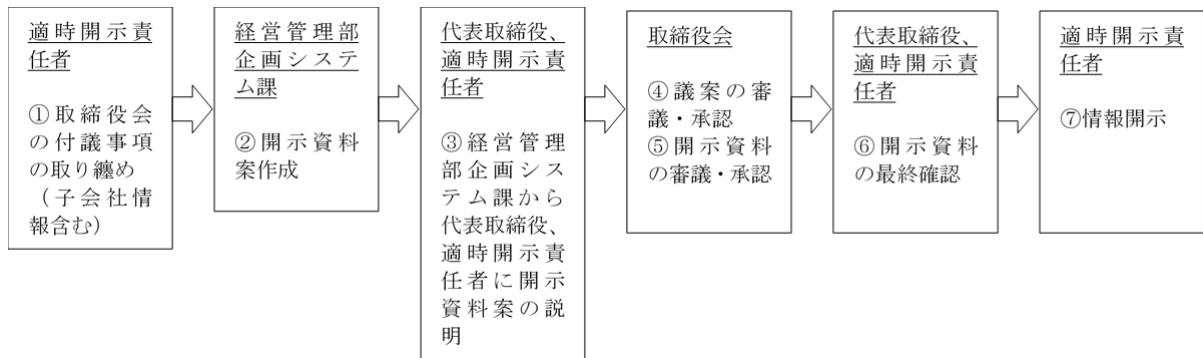 適時開示責
任者
①取締役会
の付議事項
の取り纏め
（子会社情
報含む）
経営管理部
企画システ
ム課
②開示資料
案作成
代表取締役、
適時開示責
任者
③経営管理
部企画シス
テム課から
代表取締役、
適時開示責
任者に開示
資料案の説
明
取締役会
④議案の審
議・承認
⑤開示資料
の審議・承認
代表取締役、
適時開示責
任者
⑥開示資料
の最終確認
適時開示責
任者
⑦情報開示